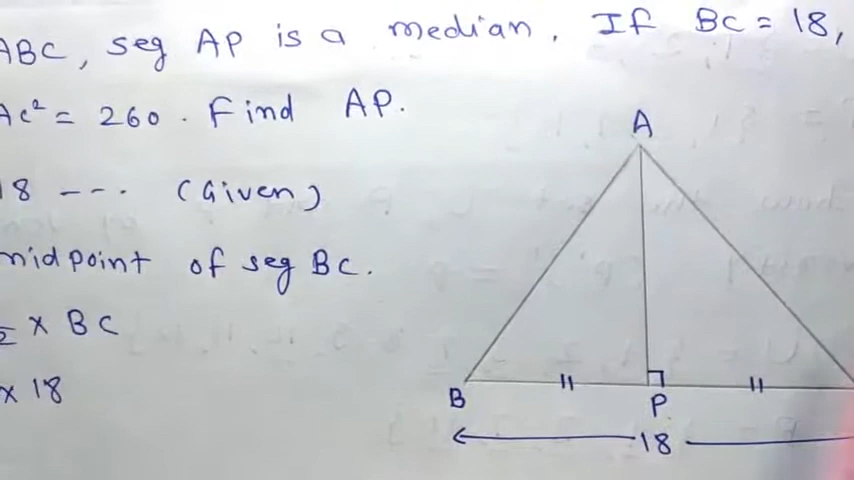 ABC, seg AP is a median. If BC = 18,
AC² = 260. Find AP.
18 --- (Given)
midpoint of seg BC.
2 × BC
× 18
A
B
P
18